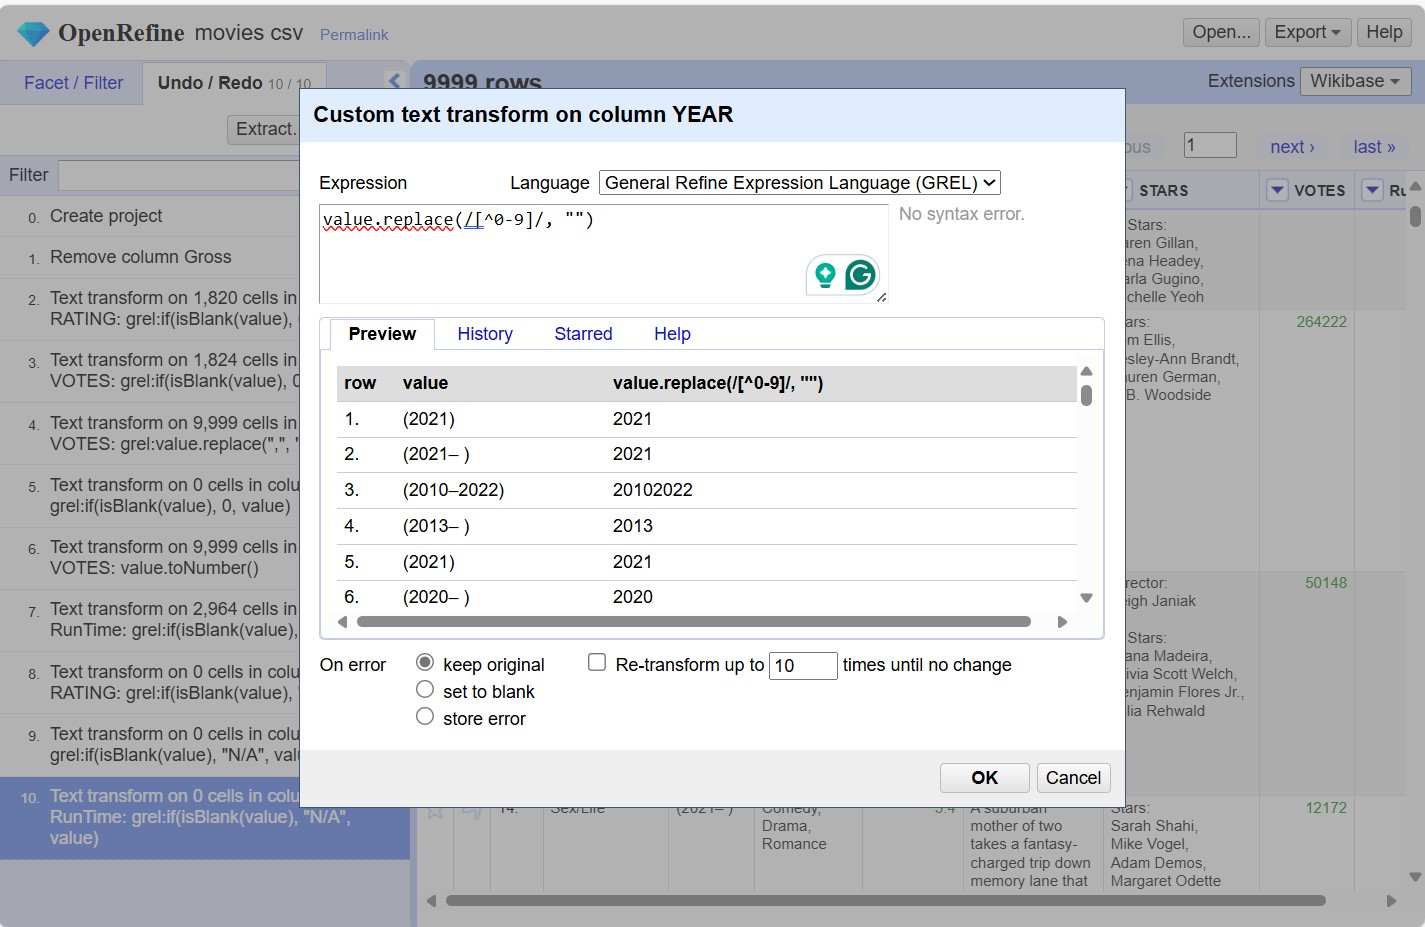 OpenRefine movies csv Permalink
Open... Export Help
Facet / Filter Undo / Redo 10 / 10
9999 rows
Extensions Wikibase
Extract.
Filter
1 next › last »
STARS VOTES
0. Create project
1. Remove column Gross
2. Text transform on 1,820 cells in
RATING: grel:if(isBlank(value),
3. Text transform on 1,824 cells in
VOTES: grel:if(isBlank(value), 0
4. Text transform on 9,999 cells in
VOTES: grel:value.replace(",",
5. Text transform on 0 cells in colu
grel:if(isBlank(value), 0, value)
6. Text transform on 9,999 cells in
VOTES: value.toNumber()
7. Text transform on 2,964 cells in
RunTime: grel:if(isBlank(value),
8. Text transform on 0 cells in colu
RATING: grel:if(isBlank(value),
9. Text transform on 0 cells in colu
grel:if(isBlank(value), "N/A", val
10. Text transform on 0 cells in colu
RunTime: grel:if(isBlank(value), "N/A",
value)
Custom text transform on column YEAR
Expression Language General Refine Expression Language (GREL)
value.replace(/[^0-9]/, "")
No syntax error.
Preview History Starred Help
row value value.replace(/[^0-9]/, "")
1. (2021) 2021
2. (2021– ) 2021
3. (2010–2022) 20102022
4. (2013– ) 2013
5. (2021) 2021
6. (2020– ) 2020
On error keep original Re-transform up to 10 times until no change
set to blank
store error
OK Cancel
Stars:
aren Gillan,
ena Headey,
arla Gugino,
chelle Yeoh
ars: 264222
m Ellis,
esley-Ann Brandt,
uren German,
B. Woodside
rector: 50148
eigh Janiak
Stars:
ana Madeira,
ivia Scott Welch,
enjamin Flores Jr.,
lia Rehwald
14. Sex/Life (2021– ) Comedy, 5.4 A suburban Stars: 12172
Drama, mother of two Sarah Shahi,
Romance takes a fantasy- Mike Vogel,
charged trip down Adam Demos,
memory lane that Margaret Odette